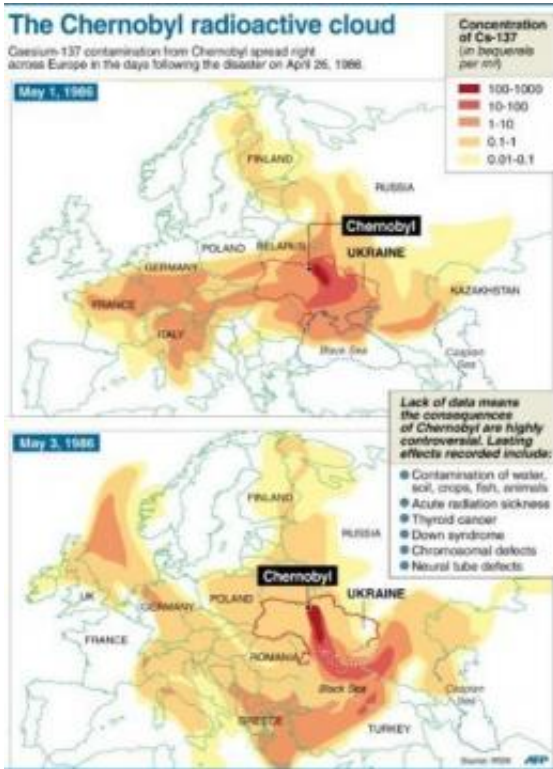 The Chernobyl radioactive cloud
Caesium-137 contamination from Chernobyl spread right
across Europe in the days following the disaster on April 26, 1986.
Concentration
of Cs-137
(in bequerels
per m³)
100-1000
10-100
1-10
0.1-1
0.01-0.1
May 1, 1986
FINLAND
RUSSIA
Chernobyl
POLAND
BELARUS
UKRAINE
GERMANY
KAZAKHSTAN
FRANCE
ITALY
Black Sea
Caspian
Sea
Lack of data means
the consequences
of Chernobyl are highly
controversial. Lasting
effects recorded include:
Contamination of water,
soil, crops, fish, animals
Acute radiation sickness
Thyroid cancer
Down syndrome
Chromosomal defects
Neural tube defects
May 3, 1986
FINLAND
RUSSIA
Chernobyl
UKRAINE
POLAND
UK
GERMANY
FRANCE
ROMANIA
Black Sea
Caspian
Sea
GREECE
TURKEY
Source: IRSN
AFP